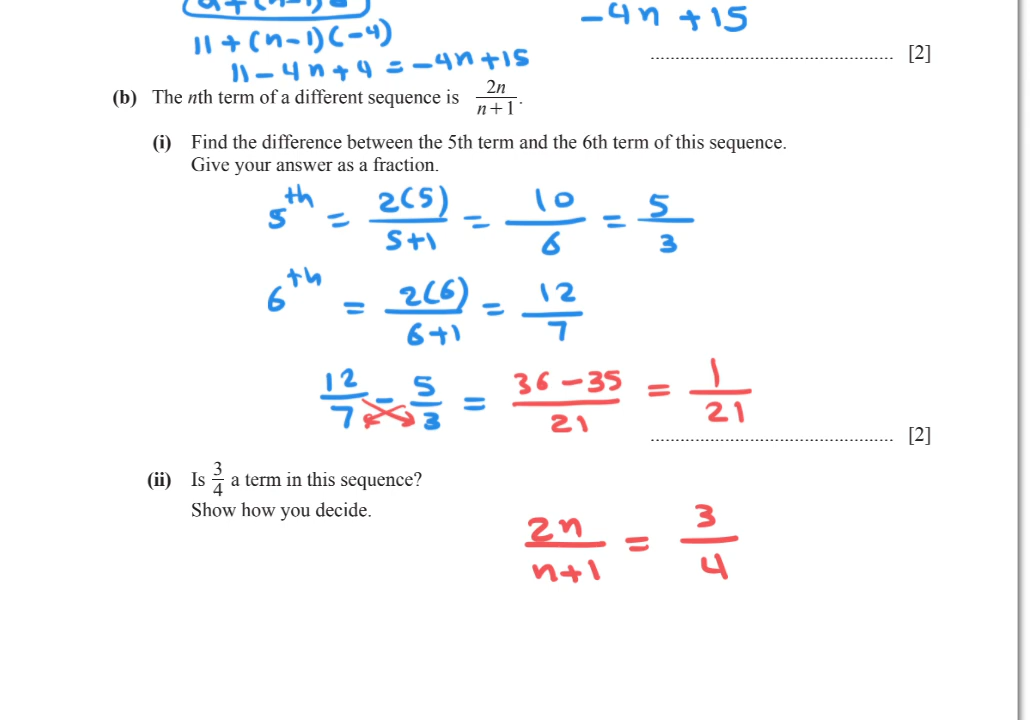 a + (n-1) d
11 + (n-1)(-4)
-4n + 15
11 - 4n + 4 = -4n + 15
[2]
(b) The nth term of a different sequence is 2n/(n+1).
(i) Find the difference between the 5th term and the 6th term of this sequence.
Give your answer as a fraction.
5th = 2(5)/(5+1) = 10/6 = 5/3
6th = 2(6)/(6+1) = 12/7
12/7 - 5/3 = (36-35)/21 = 1/21
[2]
(ii) Is 3/4 a term in this sequence?
Show how you decide.
2n/(n+1) = 3/4